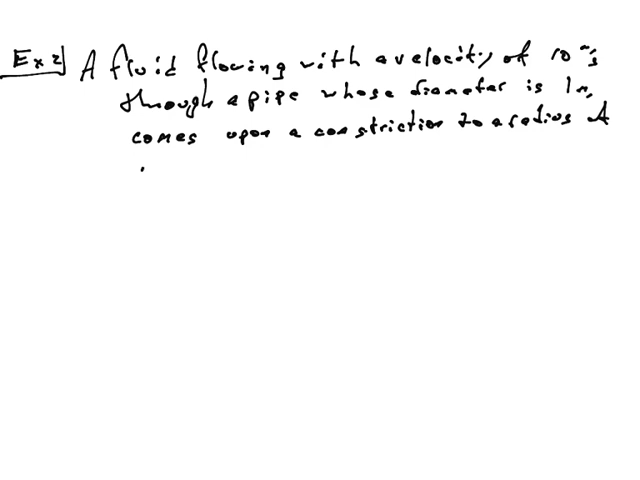 Ex 2] A fluid flowing with a velocity of 10 m/s
through a pipe whose diameter is 1m,
comes upon a constriction to a radius